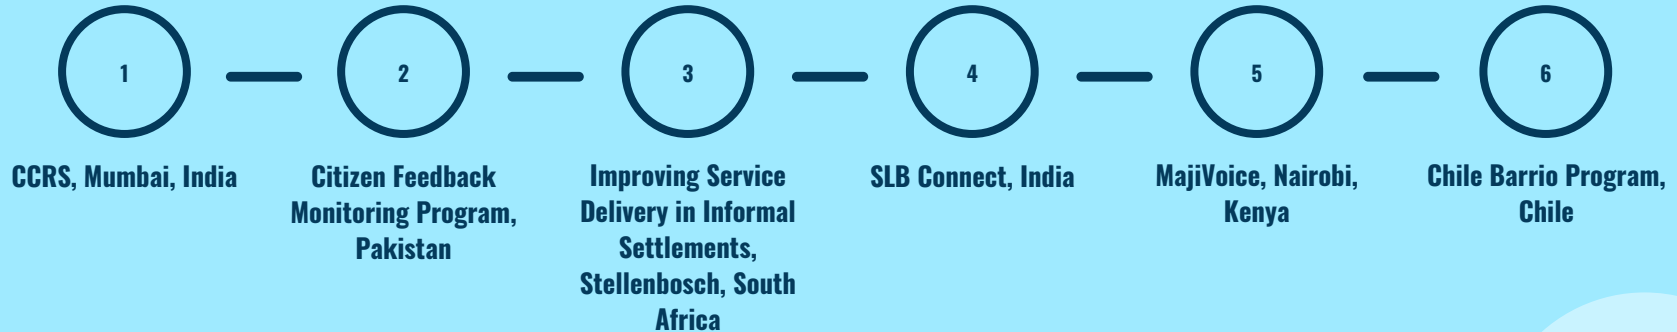 1
2
3
4
5
6
CCRS, Mumbai, India
Citizen Feedback
Monitoring Program,
Pakistan
Improving Service
Delivery in Informal
Settlements,
Stellenbosch, South
Africa
SLB Connect, India
MajiVoice, Nairobi,
Kenya
Chile Barrio Program,
Chile